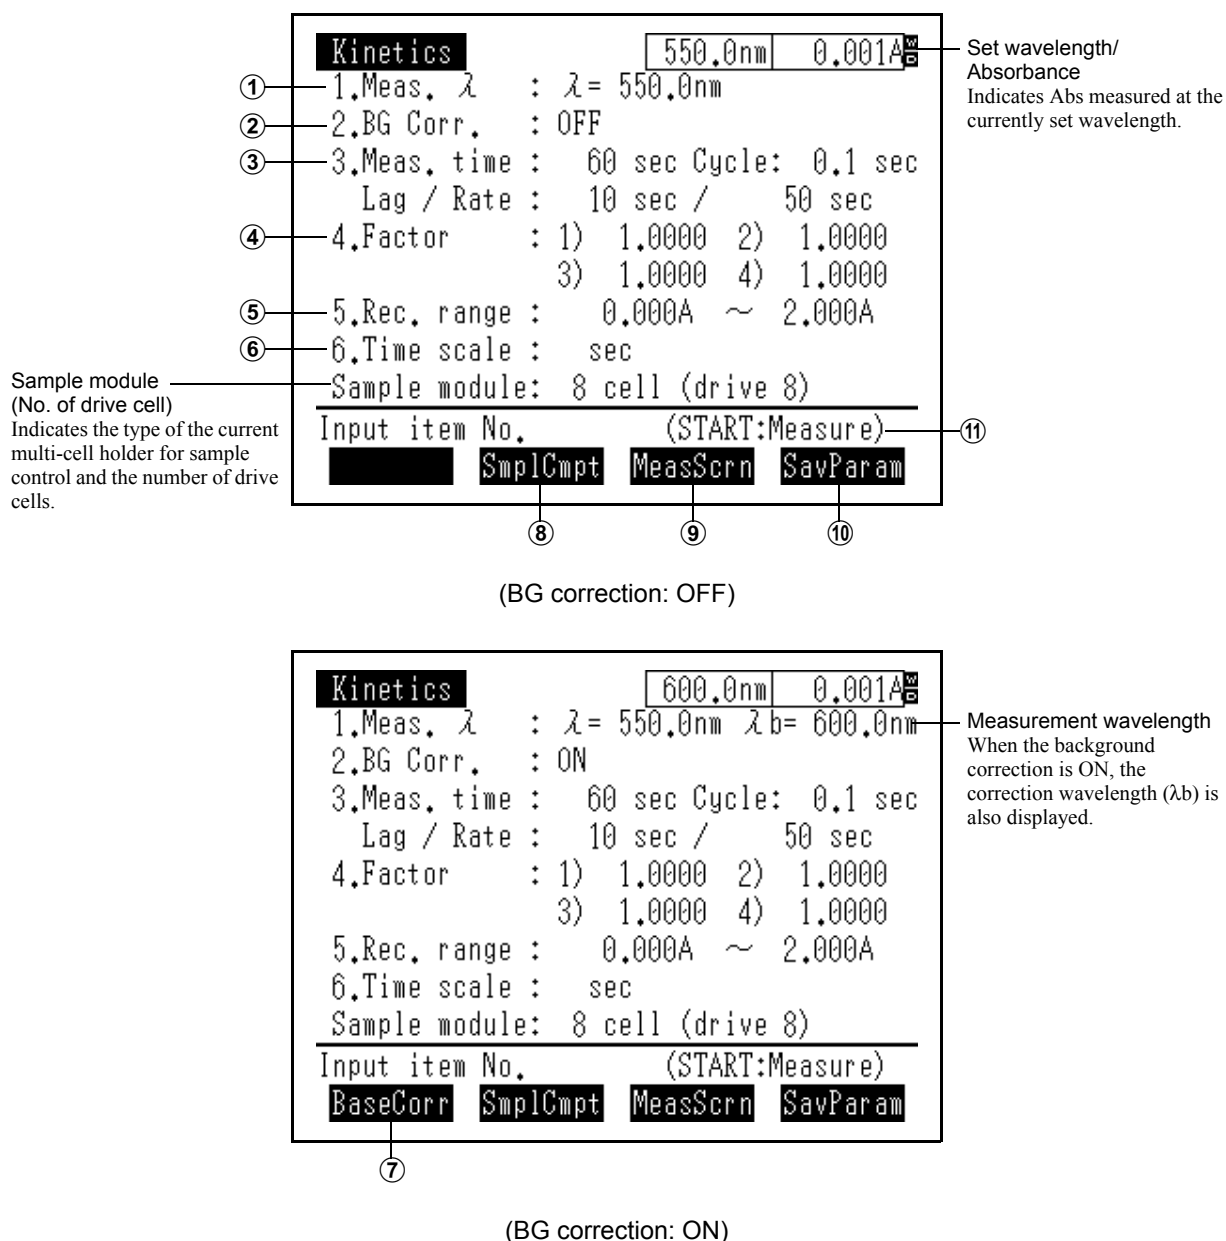 Kinetics 550.0nm 0.001A W D
① 1.Meas. λ : λ= 550.0nm
② 2.BG Corr. : OFF
③ 3.Meas. time : 60 sec Cycle: 0.1 sec
Lag / Rate : 10 sec / 50 sec
④ 4.Factor : 1) 1.0000 2) 1.0000
3) 1.0000 4) 1.0000
⑤ 5.Rec. range : 0.000A ~ 2.000A
⑥ 6.Time scale : sec
Sample module: 8 cell (drive 8)
Input item No. (START:Measure) ⑪
SmplCmpt MeasScrn SavParam
⑧ ⑨ ⑩
Set wavelength/
Absorbance
Indicates Abs measured at the
currently set wavelength.
Sample module
(No. of drive cell)
Indicates the type of the current
multi-cell holder for sample
control and the number of drive
cells.
(BG correction: OFF)
Kinetics 600.0nm 0.001A W D
1.Meas. λ : λ= 550.0nm λb= 600.0nm
2.BG Corr. : ON
3.Meas. time : 60 sec Cycle: 0.1 sec
Lag / Rate : 10 sec / 50 sec
4.Factor : 1) 1.0000 2) 1.0000
3) 1.0000 4) 1.0000
5.Rec. range : 0.000A ~ 2.000A
6.Time scale : sec
Sample module: 8 cell (drive 8)
Input item No. (START:Measure)
BaseCorr SmplCmpt MeasScrn SavParam
⑦
Measurement wavelength
When the background
correction is ON, the
correction wavelength (λb) is
also displayed.
(BG correction: ON)